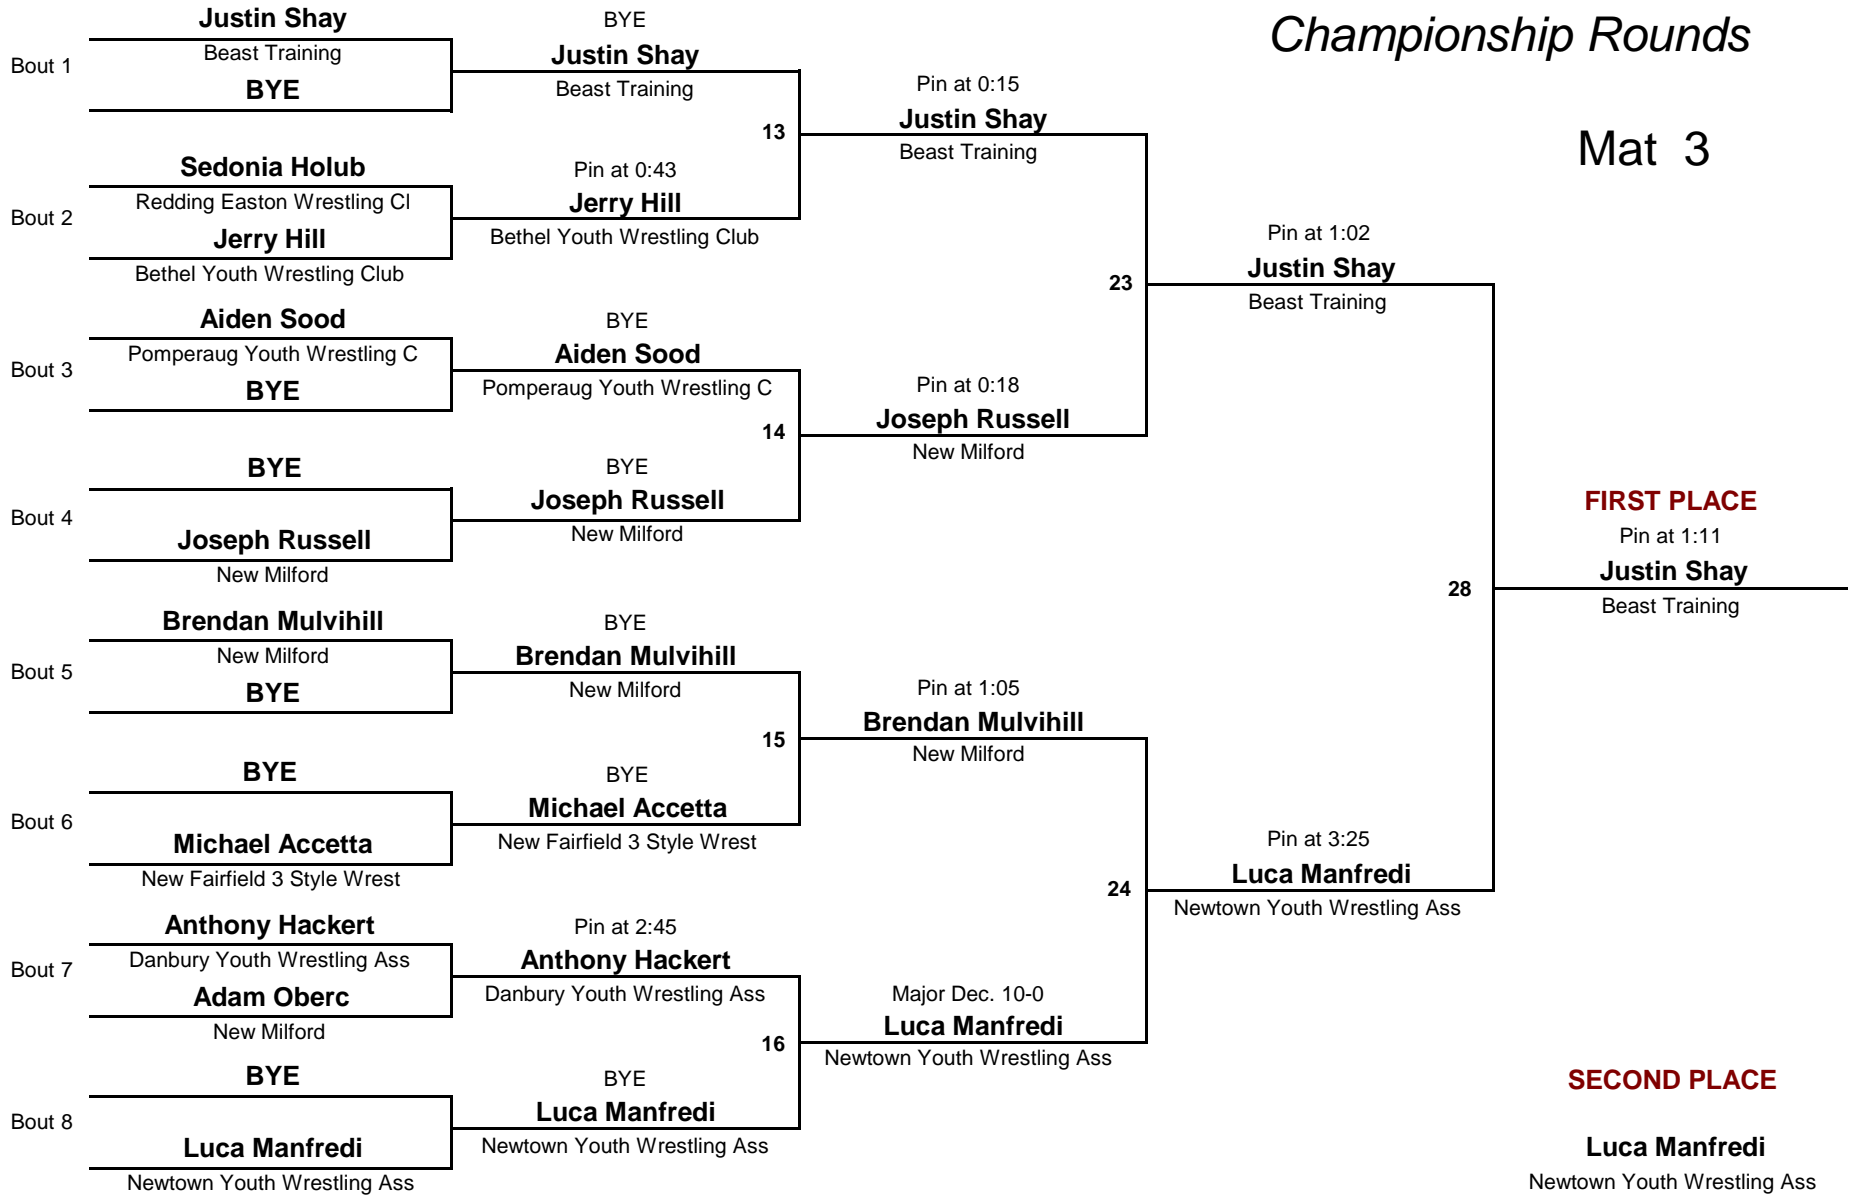 Championship Rounds
Mat 3
Bout 1
Justin Shay
Beast Training
BYE
Bout 2
Sedonia Holub
Redding Easton Wrestling Cl
Jerry Hill
Bethel Youth Wrestling Club
Bout 3
Aiden Sood
Pomperaug Youth Wrestling C
BYE
Bout 4
BYE
Joseph Russell
New Milford
Bout 5
Brendan Mulvihill
New Milford
BYE
Bout 6
BYE
Michael Accetta
New Fairfield 3 Style Wrest
Bout 7
Anthony Hackert
Danbury Youth Wrestling Ass
Adam Oberc
New Milford
Bout 8
BYE
Luca Manfredi
Newtown Youth Wrestling Ass
BYE
Justin Shay
Beast Training
13
Pin at 0:43
Jerry Hill
Bethel Youth Wrestling Club
BYE
Aiden Sood
Pomperaug Youth Wrestling C
14
BYE
Joseph Russell
New Milford
BYE
Brendan Mulvihill
New Milford
15
BYE
Michael Accetta
New Fairfield 3 Style Wrest
Pin at 2:45
Anthony Hackert
Danbury Youth Wrestling Ass
16
BYE
Luca Manfredi
Newtown Youth Wrestling Ass
Pin at 0:15
Justin Shay
Beast Training
23
Pin at 0:18
Joseph Russell
New Milford
Pin at 1:05
Brendan Mulvihill
New Milford
24
Major Dec. 10-0
Luca Manfredi
Newtown Youth Wrestling Ass
Pin at 1:02
Justin Shay
Beast Training
28
Pin at 3:25
Luca Manfredi
Newtown Youth Wrestling Ass
FIRST PLACE
Pin at 1:11
Justin Shay
Beast Training
SECOND PLACE
Luca Manfredi
Newtown Youth Wrestling Ass